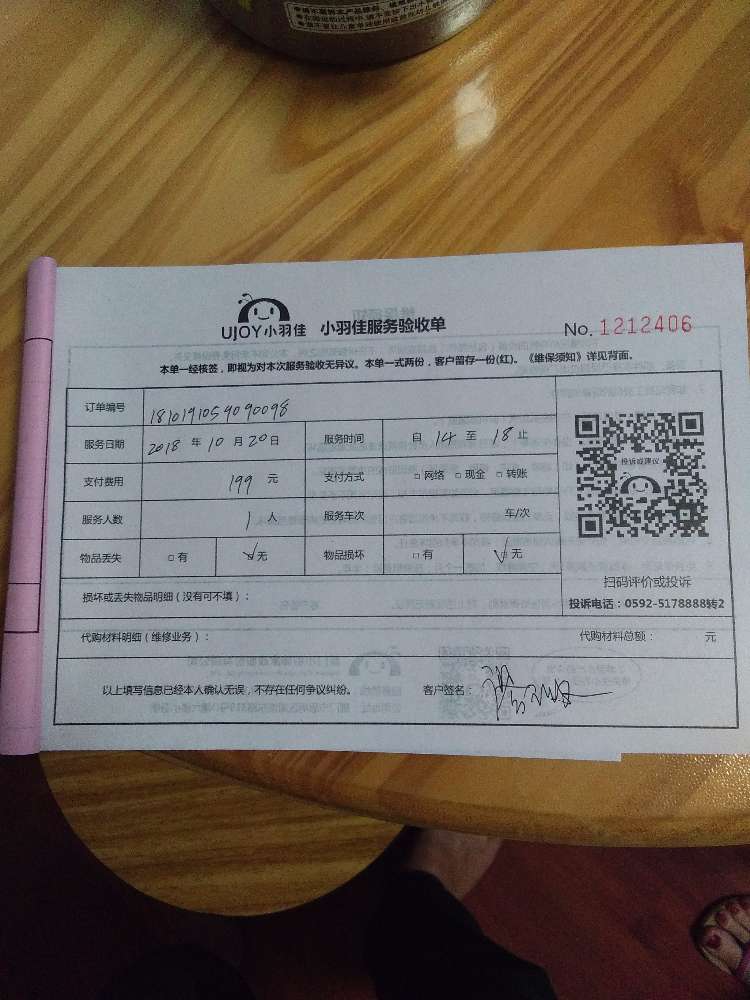 UJOY小羽佳 小羽佳服务验收单 No. 1212406
本单一经核签，即视为对本次服务验收无异议。本单一式两份，客户留存一份(红)。《维保须知》详见背面。
订单编号 1810191059090098
服务日期 2018 年 10 月 20 日 服务时间 自 14 至 18 止
支付费用 199 元 支付方式 □ 网络 □ 现金 □ 转账
服务人数 1 人 服务车次 车/次
物品丢失 □ 有 □ 无 物品损坏 □ 有 □ 无
投诉或建议
扫码评价或投诉
投诉电话：0592-5178888转2
损坏或丢失物品明细（没有可不填）：
代购材料明细（维修业务）： 代购材料总额： 元
以上填写信息已经本人确认无误，不存在任何争议纠纷。 客户签名：